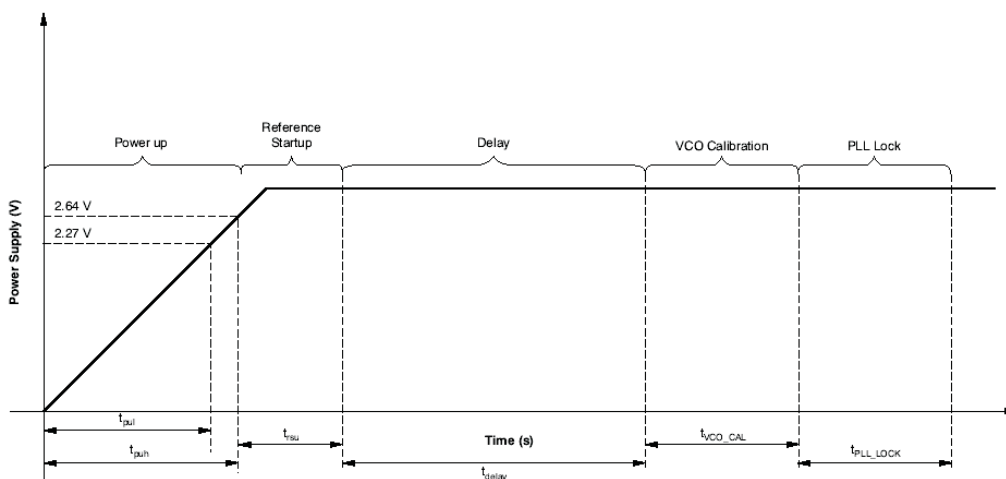 Power up
Reference
Startup
Delay
VCO Calibration
PLL Lock
2.64 V
2.27 V
Power Supply (V)
tpul
trsu
Time (s)
tVCO_CAL
tpuh
tdelay
tPLL_LOCK